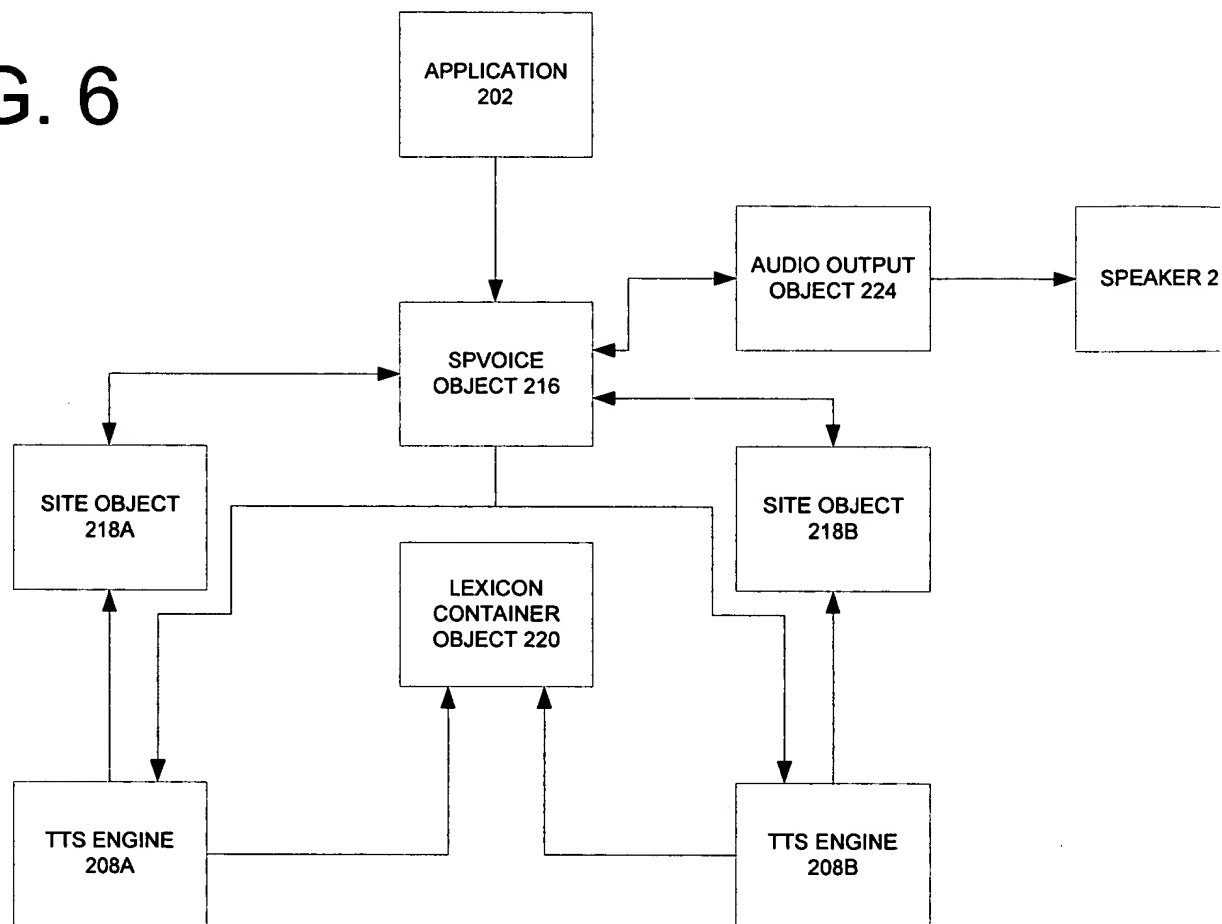 G. 6
APPLICATION
202
AUDIO OUTPUT
OBJECT 224
SPEAKER 2
SPVOICE
OBJECT 216
SITE OBJECT
218A
SITE OBJECT
218B
LEXICON
CONTAINER
OBJECT 220
TTS ENGINE
208A
TTS ENGINE
208B